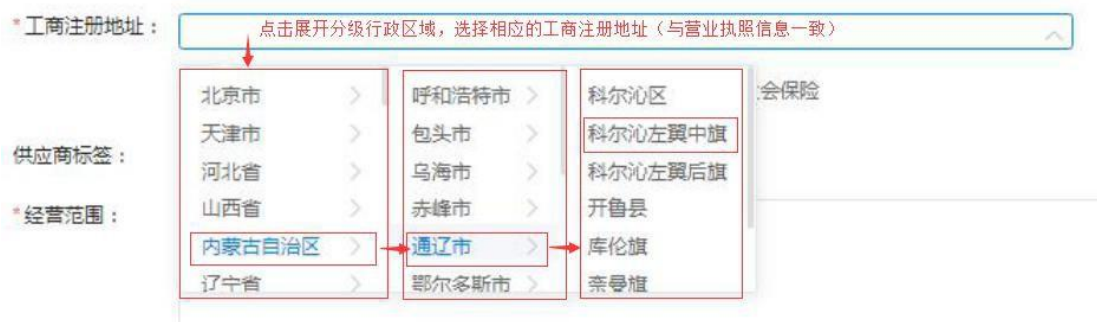 *工商注册地址：
点击展开分级行政区域，选择相应的工商注册地址（与营业执照信息一致）
北京市
天津市
河北省
山西省
内蒙古自治区
辽宁省
呼和浩特市
包头市
乌海市
赤峰市
通辽市
鄂尔多斯市
科尔沁区
科尔沁左翼中旗
科尔沁左翼后旗
开鲁县
库伦旗
奈曼旗
会保险
供应商标签：
*经营范围：